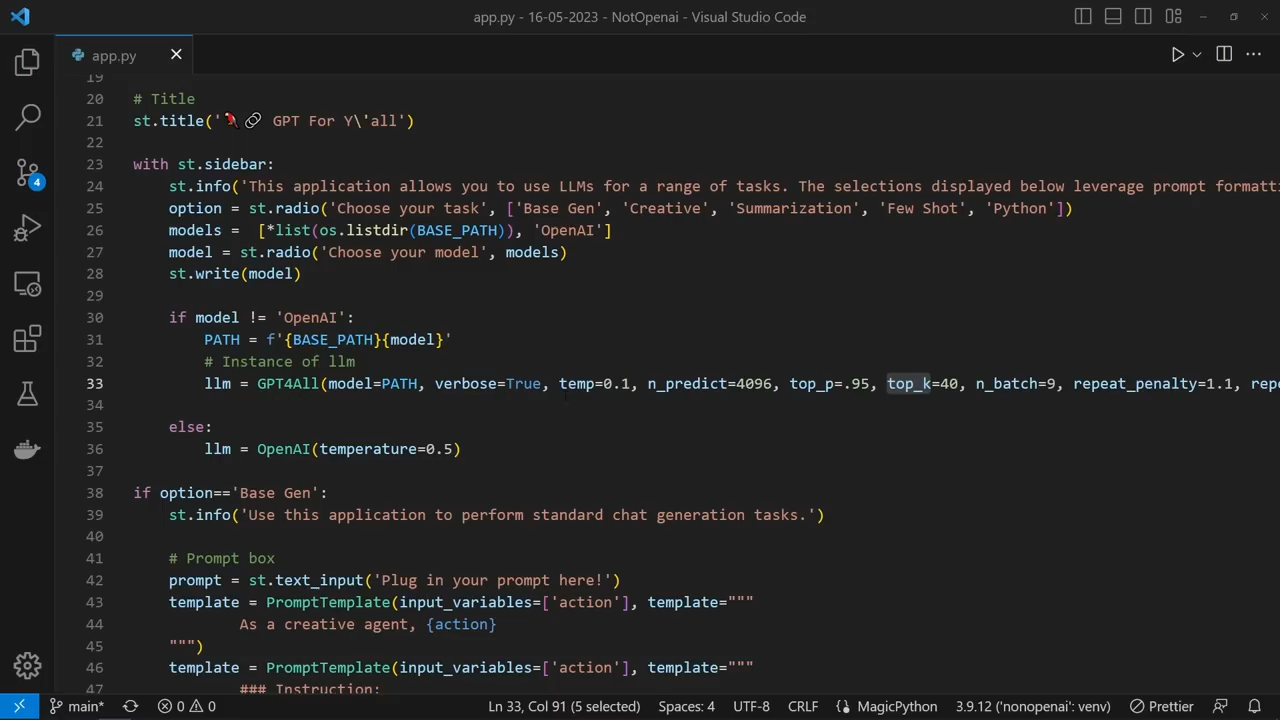 app.py - 16-05-2023 - NotOpenai - Visual Studio Code
app.py
19
20 # Title
21 st.title('🦜🔗 GPT For Y\'all')
22
23 with st.sidebar:
24 st.info('This application allows you to use LLMs for a range of tasks. The selections displayed below leverage prompt formatti
25 option = st.radio('Choose your task', ['Base Gen', 'Creative', 'Summarization', 'Few Shot', 'Python'])
26 models =  [*list(os.listdir(BASE_PATH)), 'OpenAI']
27 model = st.radio('Choose your model', models)
28 st.write(model)
29
30 if model != 'OpenAI':
31 PATH = f'{BASE_PATH}{model}'
32 # Instance of llm
33 llm = GPT4All(model=PATH, verbose=True, temp=0.1, n_predict=4096, top_p=.95, top_k=40, n_batch=9, repeat_penalty=1.1, repe
34
35 else:
36 llm = OpenAI(temperature=0.5)
37
38 if option=='Base Gen':
39 st.info('Use this application to perform standard chat generation tasks.')
40
41 # Prompt box
42 prompt = st.text_input('Plug in your prompt here!')
43 template = PromptTemplate(input_variables=['action'], template="""
44 As a creative agent, {action}
45 """)
46 template = PromptTemplate(input_variables=['action'], template="""
47 ### Instruction:
4
main* 0 0 Ln 33, Col 91 (5 selected) Spaces: 4 UTF-8 CRLF MagicPython 3.9.12 ('nonopenai': venv) Prettier